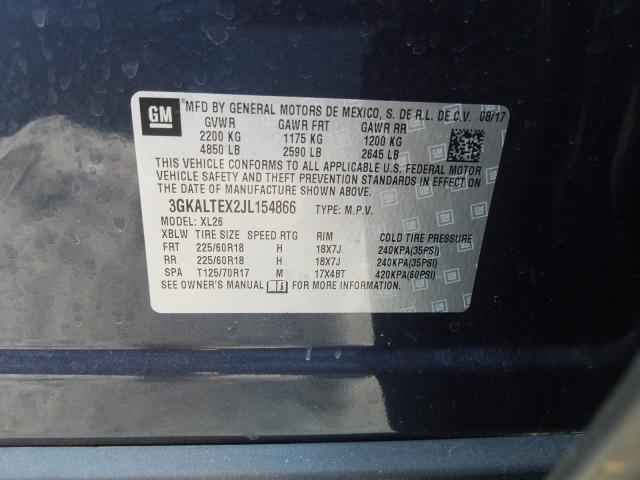 GM
MFD BY GENERAL MOTORS DE MEXICO, S. DE R.L. DE C.V. 08/17
GVWR GAWR FRT GAWR RR
2200 KG 1175 KG 1200 KG
4850 LB 2590 LB 2645 LB
THIS VEHICLE CONFORMS TO ALL APPLICABLE U.S. FEDERAL MOTOR
VEHICLE SAFETY AND THEFT PREVENTION STANDARDS IN EFFECT ON
THE DATE OF MANUFACTURE SHOWN ABOVE.
3GKALTEX2JL154866 TYPE: M.P.V.
MODEL: XL26
XBLW TIRE SIZE SPEED RTG RIM COLD TIRE PRESSURE
FRT 225/60R18 H 18X7J 240KPA(35PSI)
RR 225/60R18 H 18X7J 240KPA(35PSI)
SPA T125/70R17 M 17X4BT 420KPA(60PSI)
SEE OWNER'S MANUAL FOR MORE INFORMATION.